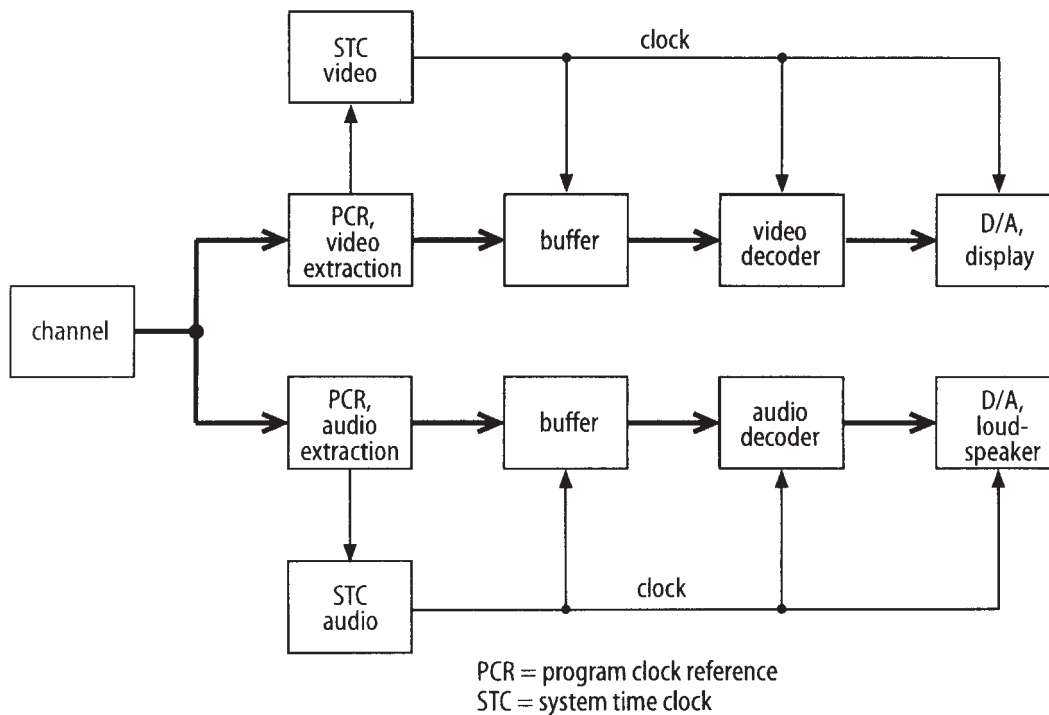 STC
video
clock
PCR,
video
extraction
buffer
video
decoder
D/A,
display
channel
PCR,
audio
extraction
buffer
audio
decoder
D/A,
loud-
speaker
STC
audio
clock
PCR = program clock reference
STC = system time clock